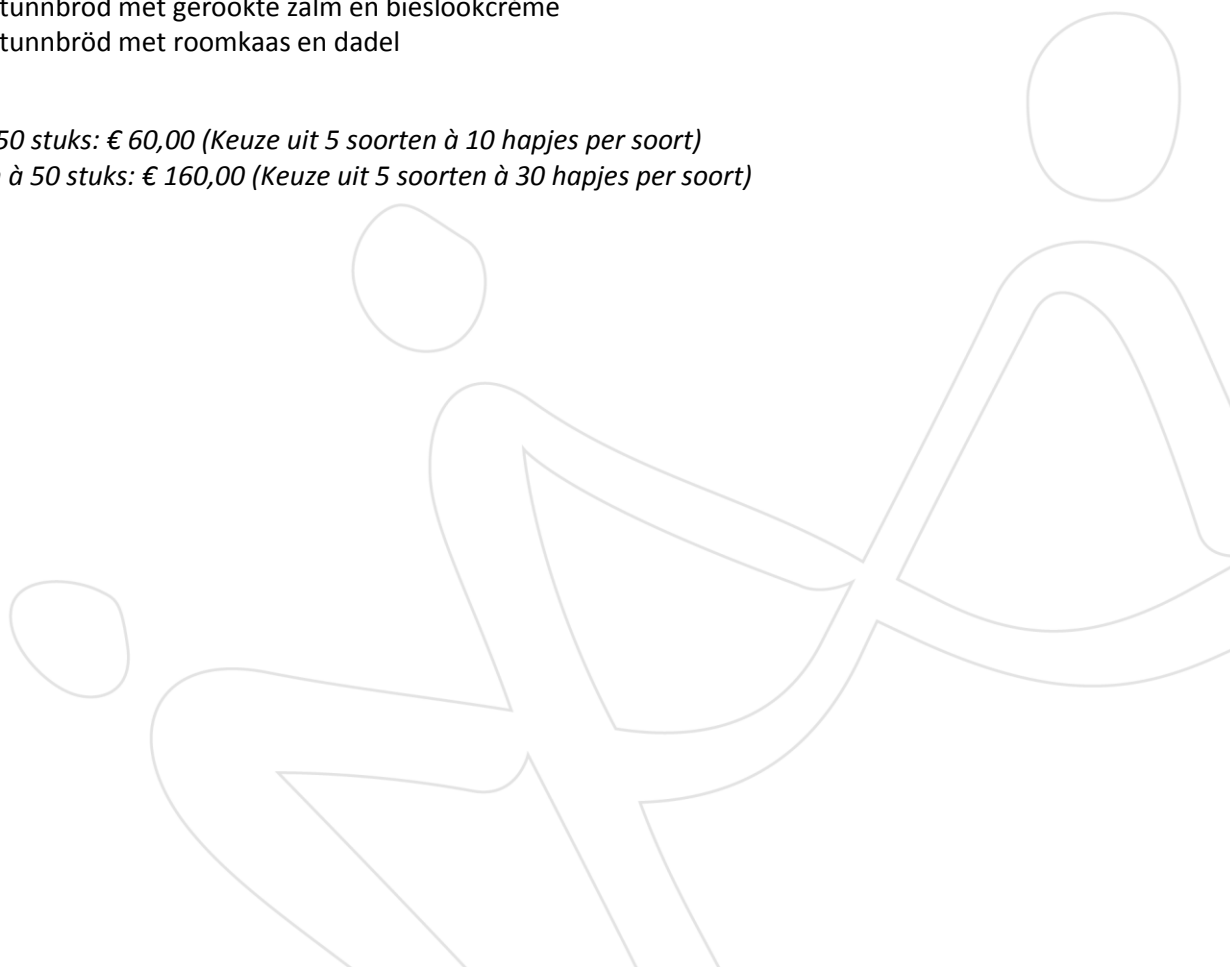 tunnbröd met gerookte zalm en bieslookcrème
tunnbröd met roomkaas en dadel
50 stuks: € 60,00 (Keuze uit 5 soorten à 10 hapjes per soort)
à 50 stuks: € 160,00 (Keuze uit 5 soorten à 30 hapjes per soort)